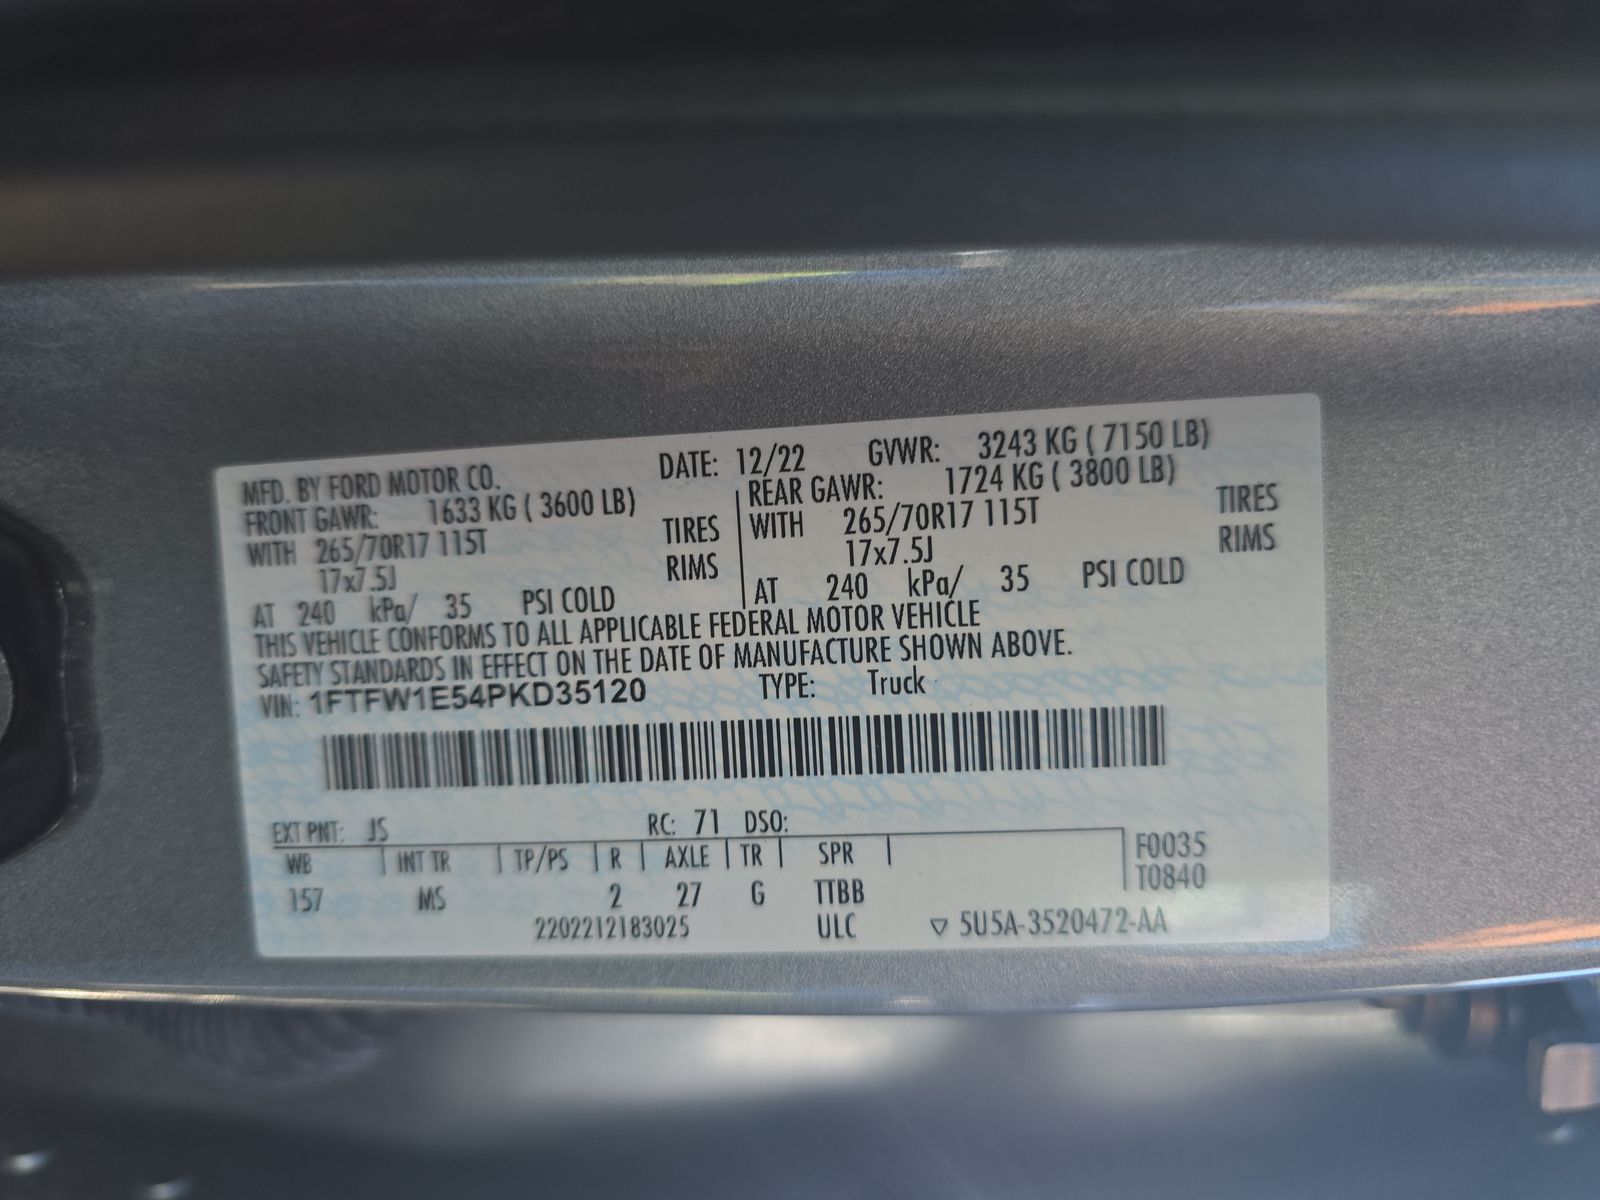 MFD. BY FORD MOTOR CO. DATE: 12/22 GVWR: 3243 KG ( 7150 LB)
FRONT GAWR: 1633 KG ( 3600 LB) REAR GAWR: 1724 KG ( 3800 LB)
WITH 265/70R17 115T TIRES WITH 265/70R17 115T TIRES
17x7.5J RIMS 17x7.5J RIMS
AT 240 kPa/ 35 PSI COLD AT 240 kPa/ 35 PSI COLD
THIS VEHICLE CONFORMS TO ALL APPLICABLE FEDERAL MOTOR VEHICLE
SAFETY STANDARDS IN EFFECT ON THE DATE OF MANUFACTURE SHOWN ABOVE.
VIN: 1FTFW1E54PKD35120 TYPE: Truck
EXT PNT: JS RC: 71 DSO:
WB INT TR TP/PS R AXLE TR SPR F0035
157 MS 2 27 G TTBB T0840
2202212183025 ULC ▽ 5U5A-3520472-AA